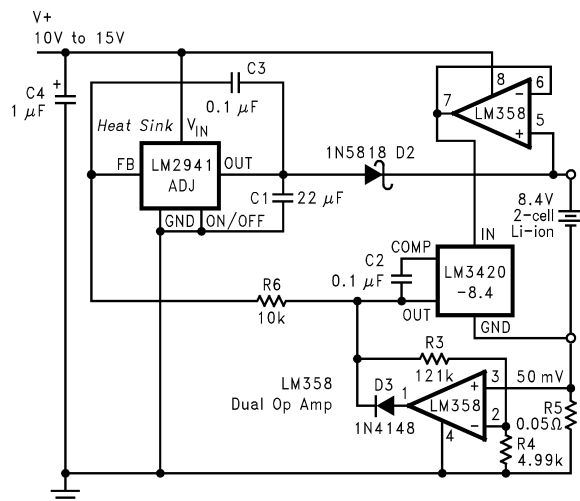 V+
10V to 15V
C4
+
1 μF
C3
0.1 μF
Heat Sink
VIN
FB
LM2941
ADJ
OUT
GND
ON/OFF
C1
22 μF
1N5818 D2
7
8
6
−
LM358
+
5
8.4V
2-cell
Li-ion
IN
COMP
C2
0.1 μF
LM3420
-8.4
OUT
GND
R6
10k
R3
121k
LM358
Dual Op Amp
D3
1N4148
1
3
50 mV
+
LM358
−
2
4
R5
0.05Ω
R4
4.99k